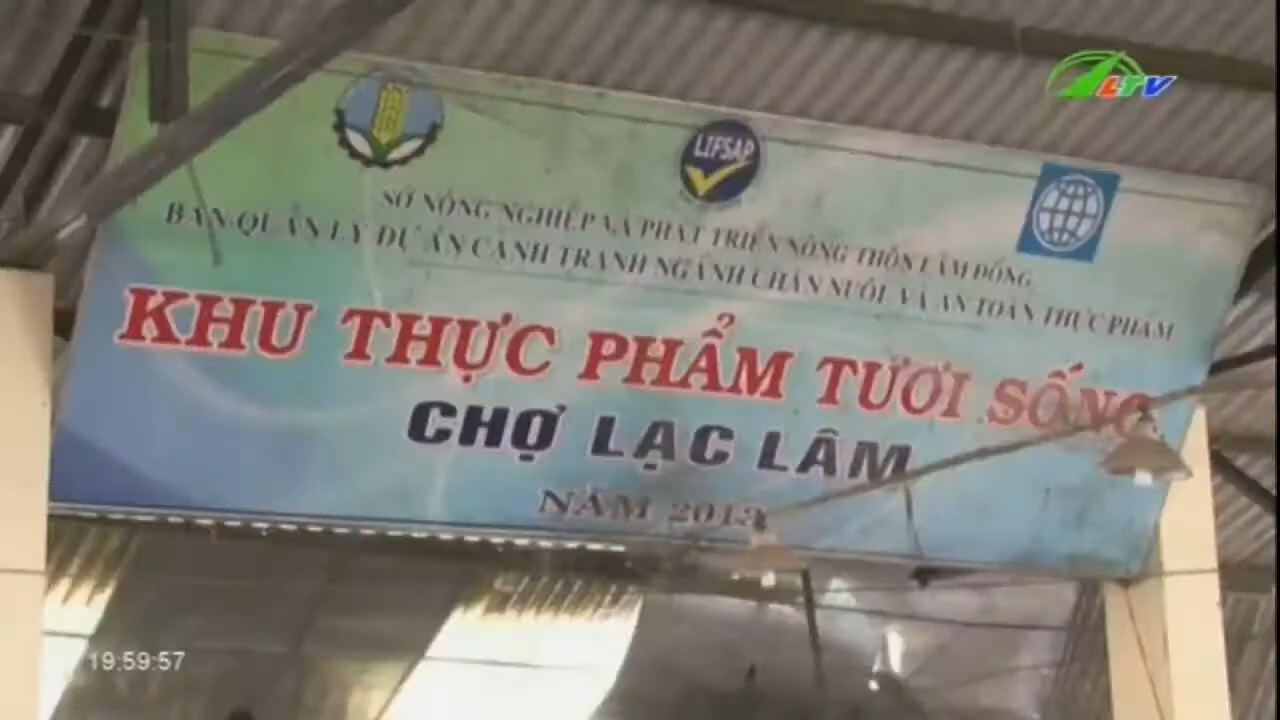 LTV
LIFSAP
SỞ NÔNG NGHIỆP VÀ PHÁT TRIỂN NÔNG THÔN LÂM ĐỒNG
BAN QUẢN LÝ DỰ ÁN CẠNH TRANH NGÀNH CHĂN NUÔI VÀ AN TOÀN THỰC PHẨM
KHU THỰC PHẨM TƯƠI SỐNG
CHỢ LẠC LÂM
NĂM 2013
19:59:57